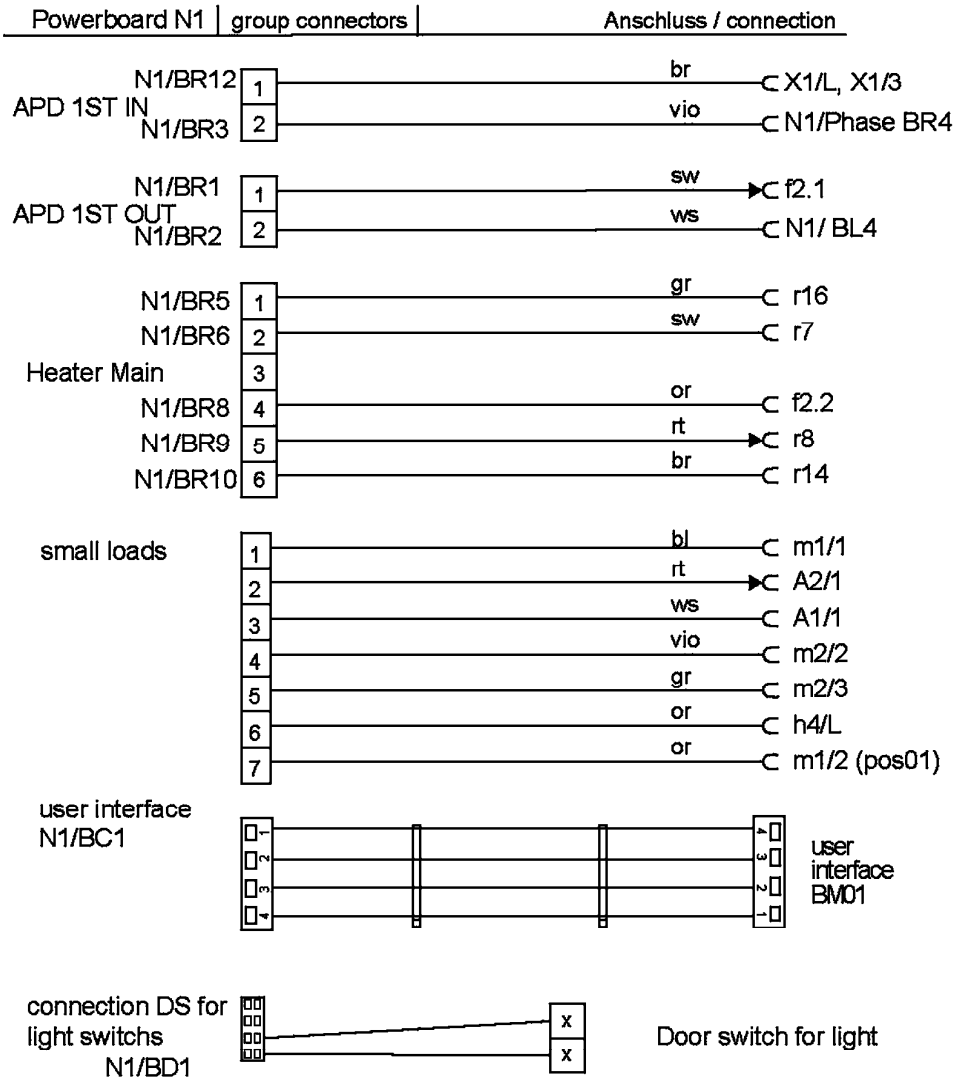 Powerboard N1 group connectors Anschluss / connection
N1/BR12 1 br X1/L, X1/3
APD 1ST IN
N1/BR3 2 vio N1/Phase BR4
N1/BR1 1 sw f2.1
APD 1ST OUT
N1/BR2 2 ws N1/ BL4
N1/BR5 1 gr r16
N1/BR6 2 sw r7
Heater Main 3
N1/BR8 4 or f2.2
N1/BR9 5 rt r8
N1/BR10 6 br r14
small loads 1 bl m1/1
2 rt A2/1
3 ws A1/1
4 vio m2/2
5 gr m2/3
6 or h4/L
7 or m1/2 (pos01)
user interface
N1/BC1
1 4
2 3
3 2
4 1
user
interface
BM01
connection DS for
light switchs
N1/BD1
x
x
Door switch for light